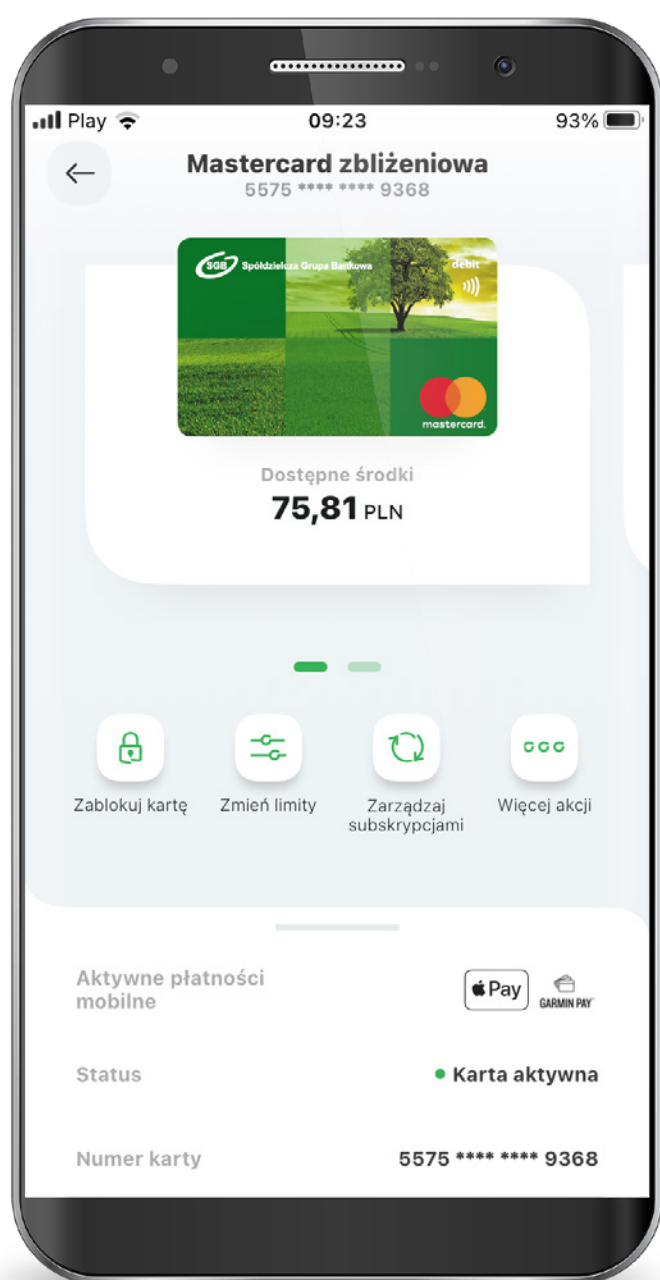 Play 09:23 93%
Mastercard zbliżeniowa
5575 **** **** 9368
SGB Spółdzielcza Grupa Bankowa debit
mastercard.
Dostępne środki
75,81 PLN
Zablokuj kartę Zmień limity Zarządzaj Więcej akcji
subskrypcjami
Aktywne płatności
mobilne
Pay GARMIN PAY
Status Karta aktywna
Numer karty 5575 **** **** 9368